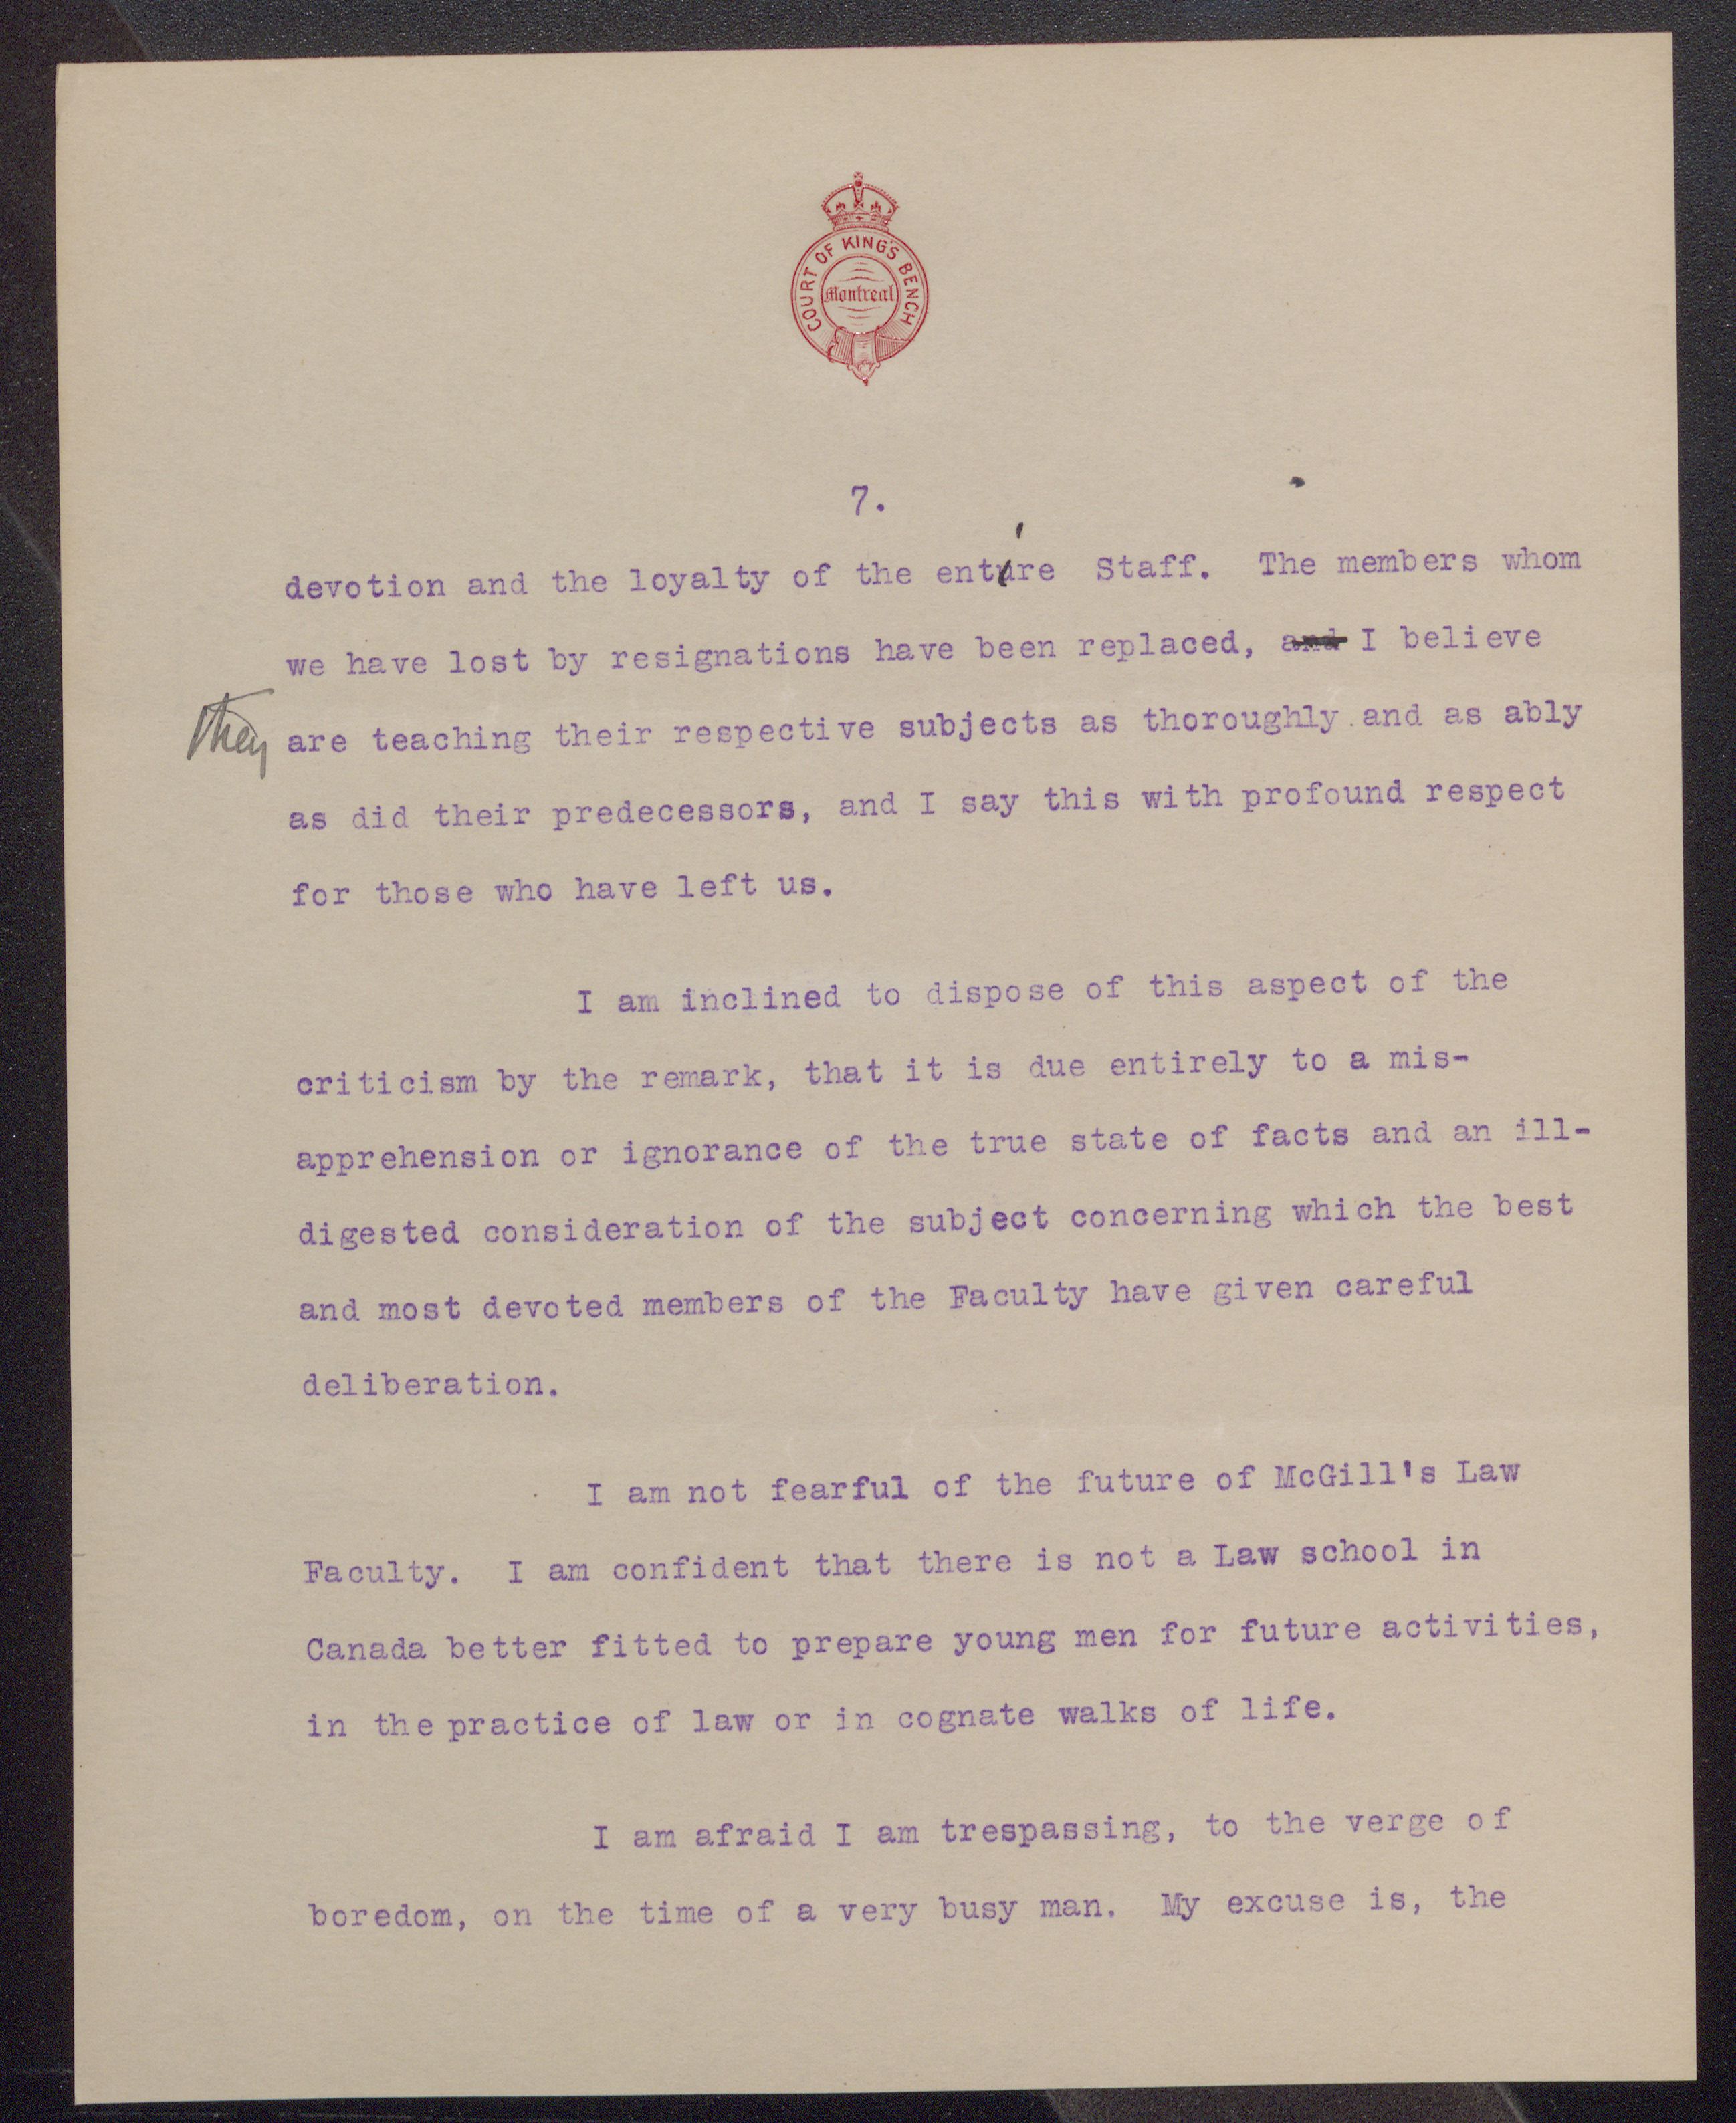 COURT OF KING'S BENCH
Montreal
7.
devotion and the loyalty of the entire Staff. The members whom
we have lost by resignations have been replaced, and I believe
they are teaching their respective subjects as thoroughly and as ably
as did their predecessors, and I say this with profound respect
for those who have left us.
I am inclined to dispose of this aspect of the
criticism by the remark, that it is due entirely to a mis-
apprehension or ignorance of the true state of facts and an ill-
digested consideration of the subject concerning which the best
and most devoted members of the Faculty have given careful
deliberation.
I am not fearful of the future of McGill's Law
Faculty. I am confident that there is not a Law school in
Canada better fitted to prepare young men for future activities,
in the practice of law or in cognate walks of life.
I am afraid I am trespassing, to the verge of
boredom, on the time of a very busy man. My excuse is, the